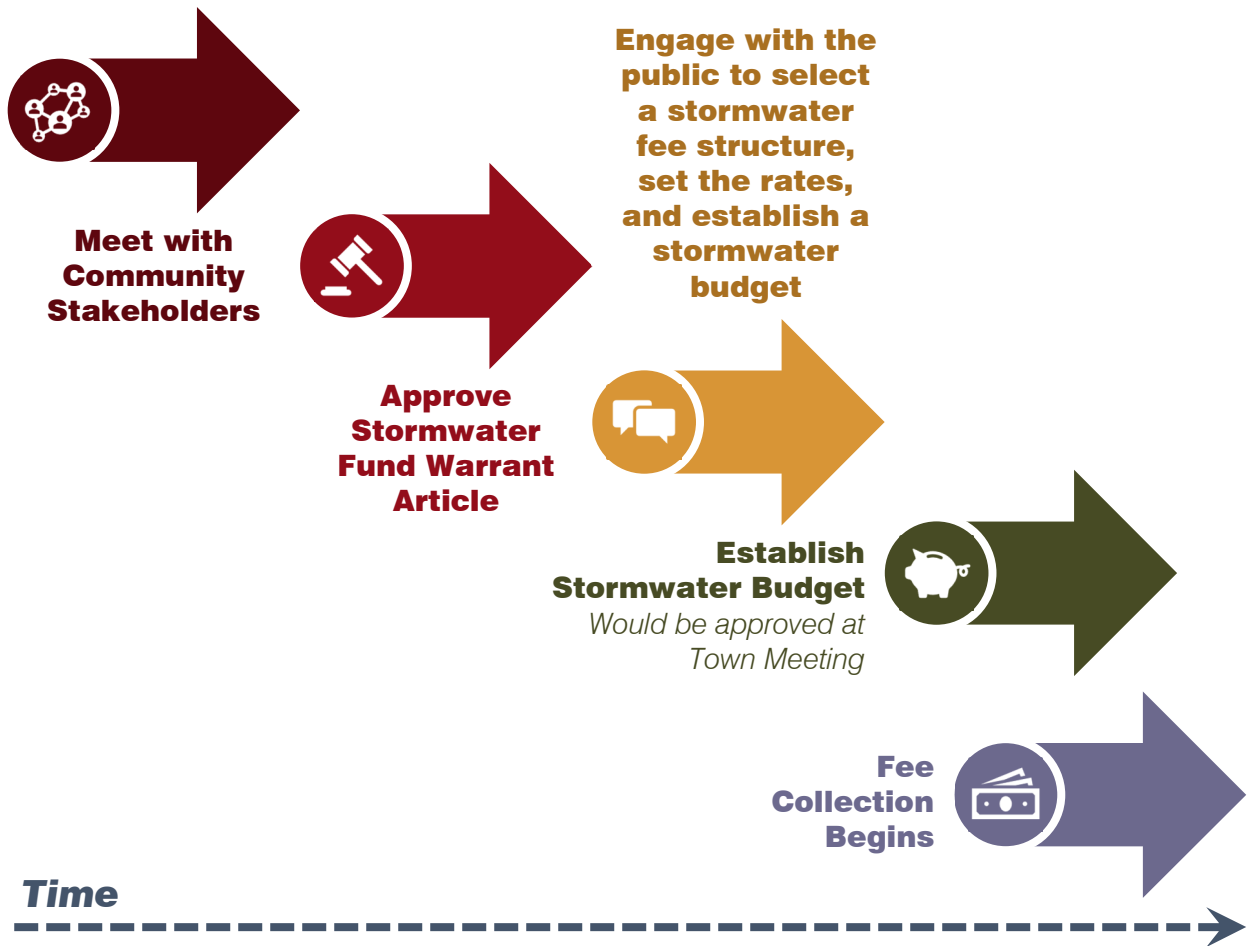 Engage with the
public to select
a stormwater
fee structure,
set the rates,
and establish a
stormwater
budget
Meet with
Community
Stakeholders
Approve
Stormwater
Fund Warrant
Article
Establish
Stormwater Budget
Would be approved at
Town Meeting
Fee
Collection
Begins
Time